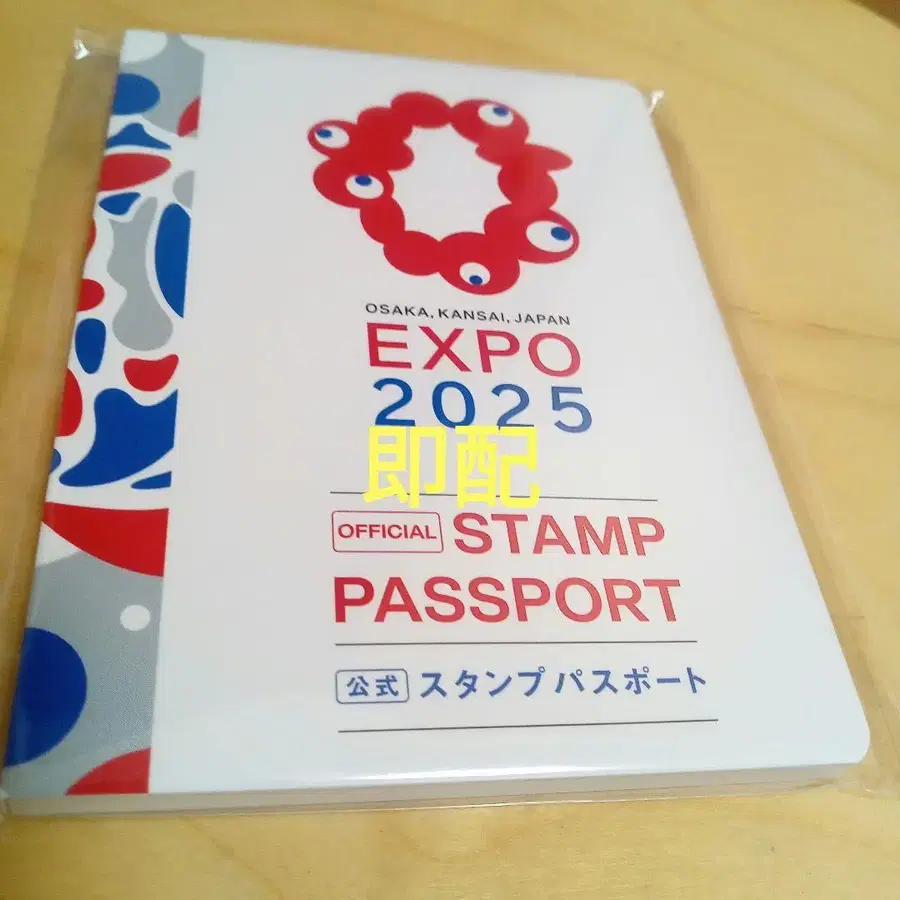 OSAKA, KANSAI, JAPAN
EXPO
2025
即配
OFFICIAL STAMP
PASSPORT
公式 スタンプパスポート